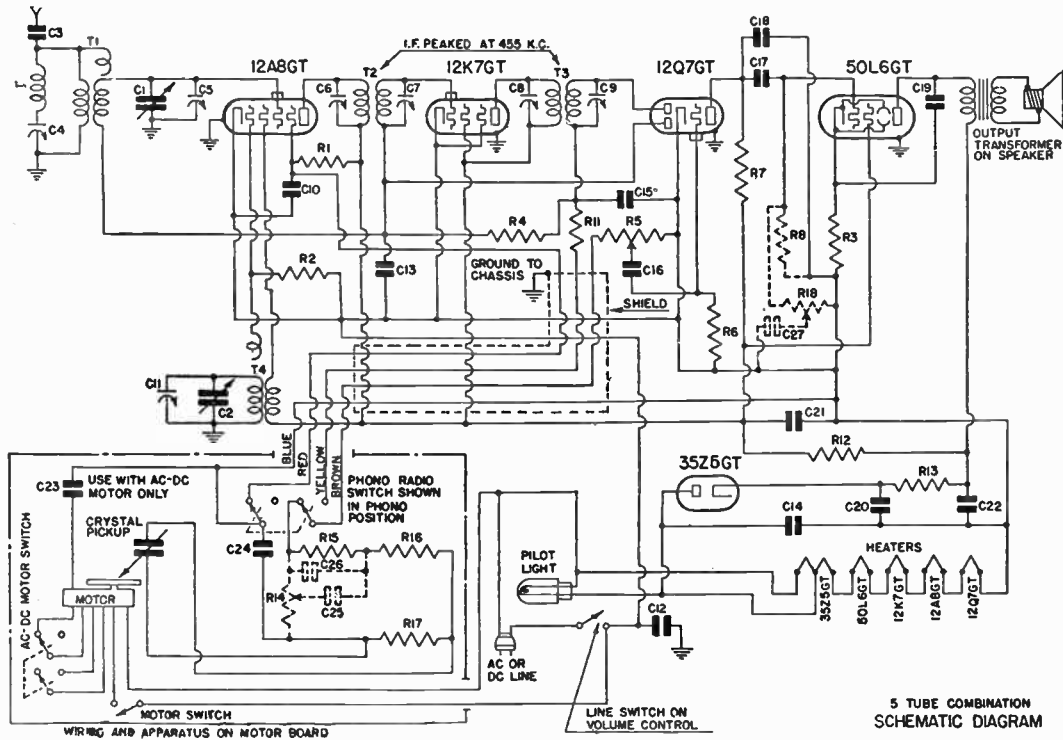 C3
T1
I.F. PEAKED AT 455 K.C.
C18
C17
12A8GT
T2
12K7GT
T3
12Q7GT
50L6GT
C1
C5
C6
C7
C8
C9
C19
C4
R1
C10
R7
OUTPUT
TRANSFORMER
ON SPEAKER
C15
R4
R11
R5
R8
R3
R2
C13
GROUND TO
CHASSIS
C16
SHIELD
R18
C27
R6
T4
C11
C2
C21
BLUE
RED
YELLOW
BROWN
R12
C23
USE WITH AC-DC
MOTOR ONLY
PHONO RADIO
SWITCH SHOWN
IN PHONO
POSITION
35Z5GT
R13
CRYSTAL
PICKUP
C24
R15
R16
C14
C20
C22
C26
HEATERS
PILOT
LIGHT
MOTOR
R14
C25
AC-DC MOTOR SWITCH
R17
35Z5GT
50L6GT
12K7GT
12A8GT
12Q7GT
C12
AC OR
DC LINE
MOTOR SWITCH
LINE SWITCH ON
VOLUME CONTROL
WIRING AND APPARATUS ON MOTOR BOARD
5 TUBE COMBINATION
SCHEMATIC DIAGRAM